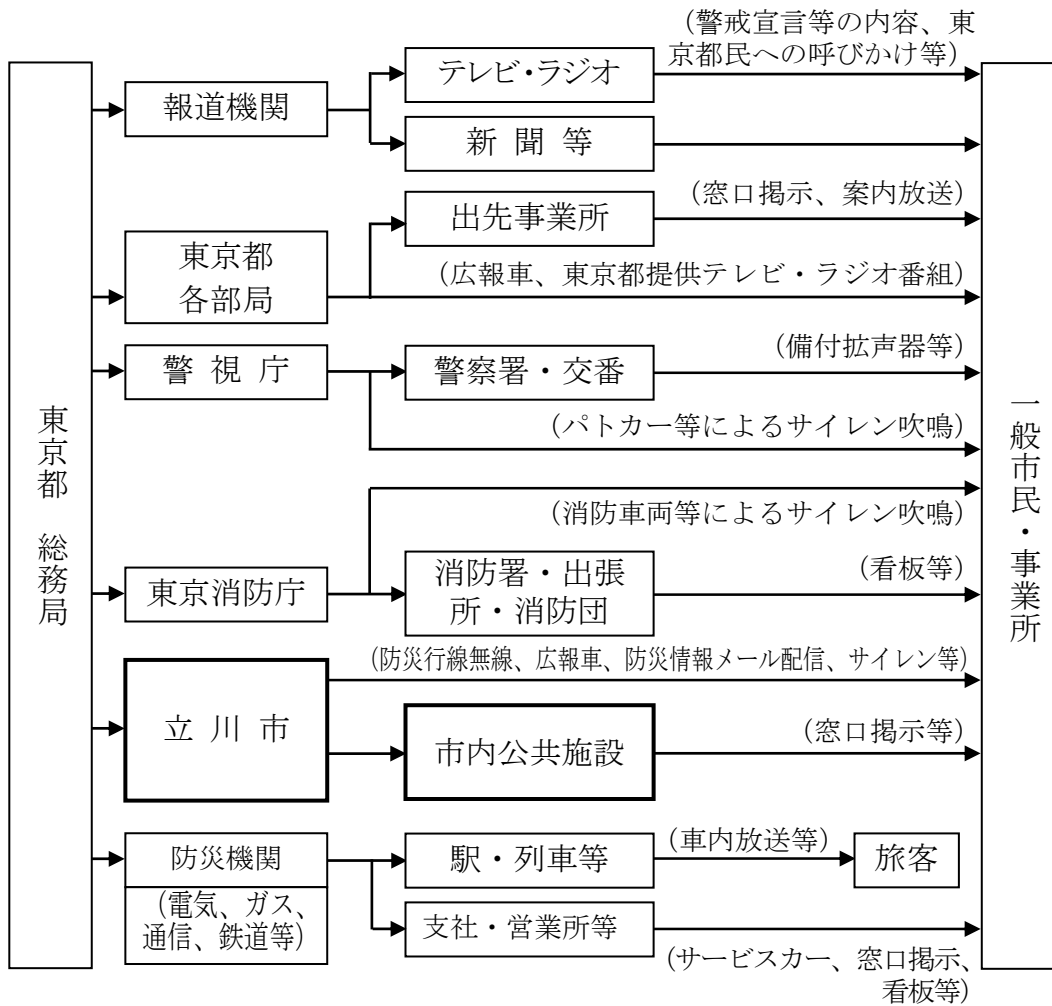 (警戒宣言等の内容、東
京都民への呼びかけ等)
テレビ・ラジオ
報道機関
新 聞 等
(窓口掲示、案内放送)
出先事業所
東京都
各部局
(広報車、東京都提供テレビ・ラジオ番組)
(備付拡声器等)
警 視 庁
警察署・交番
(パトカー等によるサイレン吹鳴)
東京都 総務局
一般市民・事業所
(消防車両等によるサイレン吹鳴)
東京消防庁
消防署・出張
所・消防団
(看板等)
(防災行線無線、広報車、防災情報メール配信、サイレン等)
立 川 市
市内公共施設
(窓口掲示等)
防災機関
(電気、ガス、
通信、鉄道等)
駅・列車等
(車内放送等)
旅客
支社・営業所等
(サービスカー、窓口掲示、
看板等)